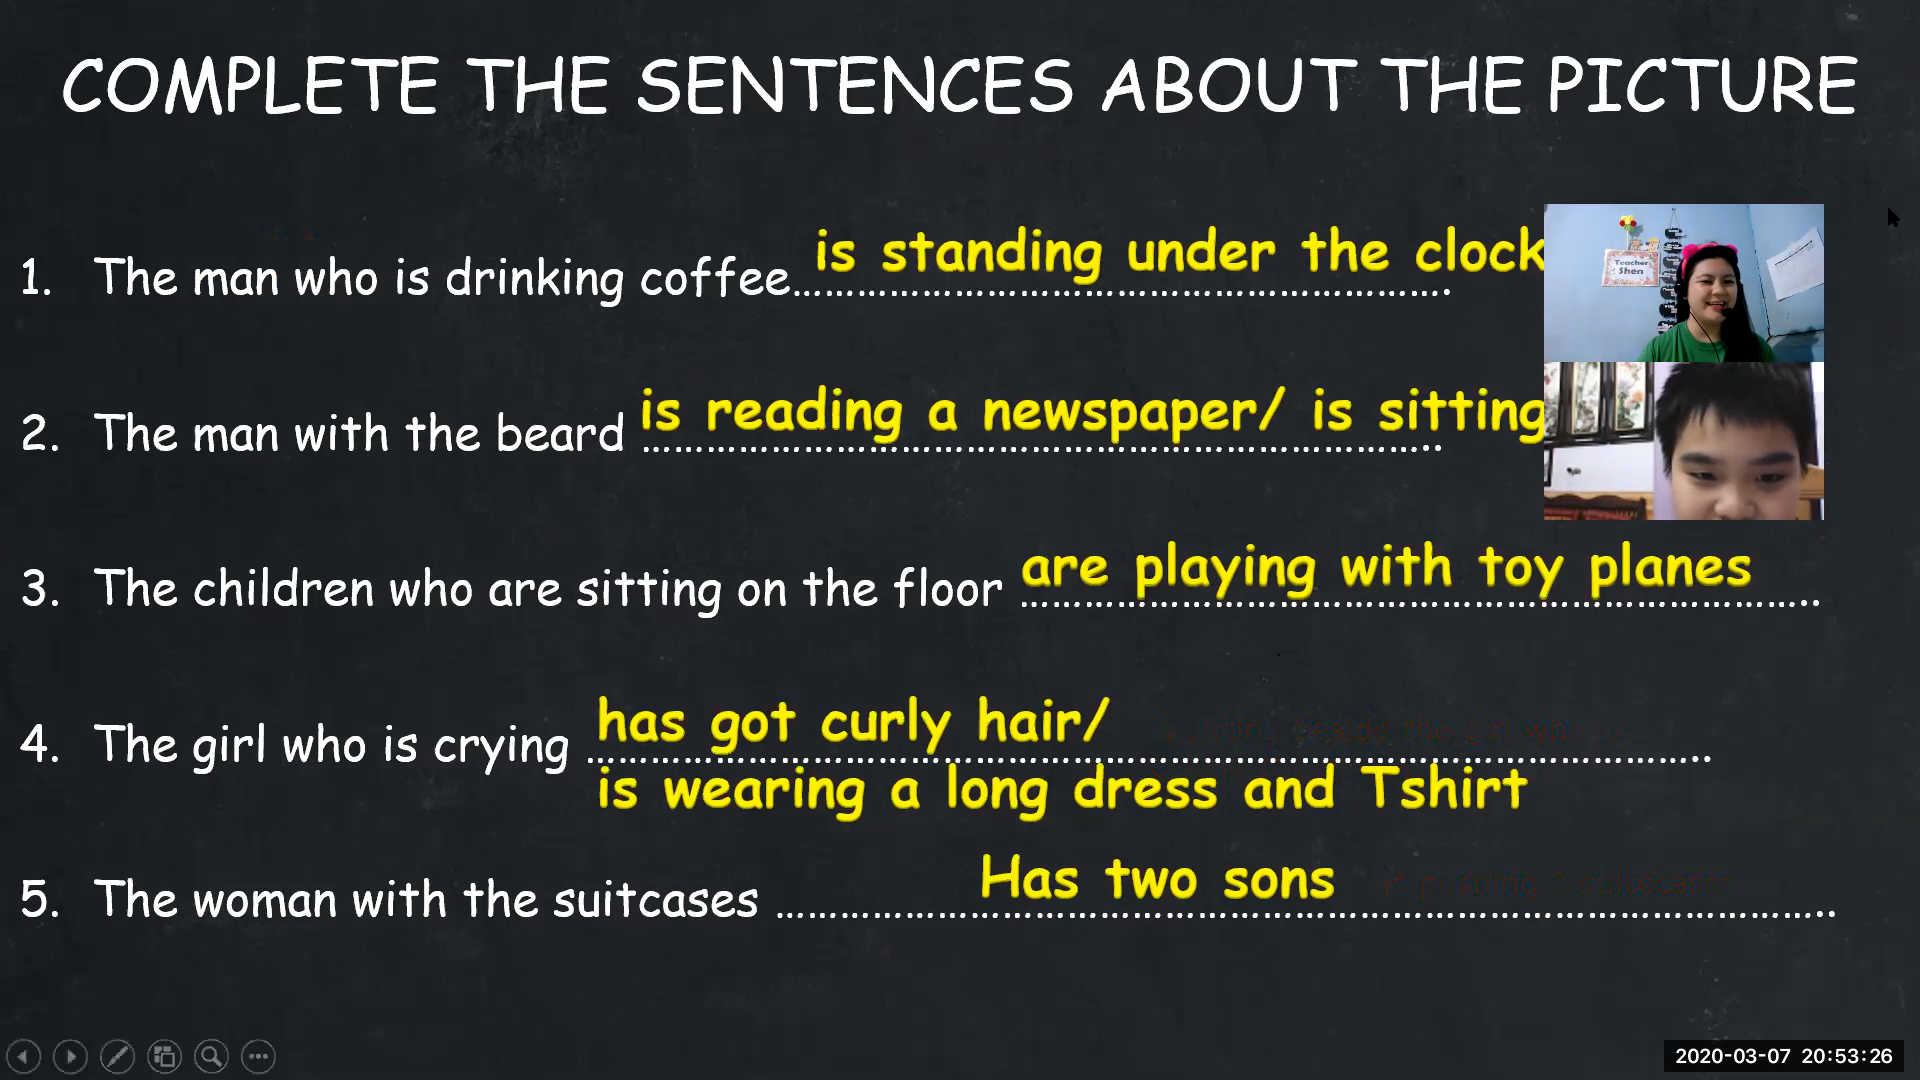 COMPLETE THE SENTENCES ABOUT THE PICTURE
1. The man who is drinking coffee is standing under the clock
Teacher
Shen
2. The man with the beard is reading a newspaper/ is sitting
3. The children who are sitting on the floor are playing with toy planes
4. The girl who is crying has got curly hair/
is wearing a long dress and Tshirt
5. The woman with the suitcases Has two sons
2020-03-07 20:53:26